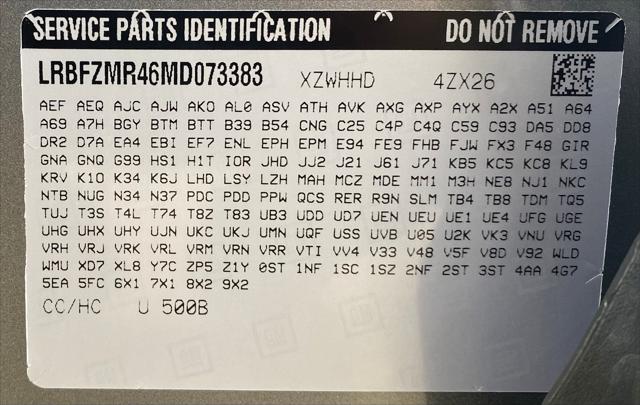 SERVICE PARTS IDENTIFICATION DO NOT REMOVE
LRBFZMR46MD073383 XZWHHD 4ZX26
AEF AEQ AJC AJW AKO AL0 ASV ATH AVK AXG AXP AYX A2X A51 A64
A69 A7H BGY BTM BTT B39 B54 CNG C25 C4P C4Q C59 C93 DA5 DD8
DR2 D7A EA4 EBI EF7 ENL EPH EPM E94 FE9 FHB FJW FX3 F48 GIR
GNA GNQ G99 HS1 H1T IOR JHD JJ2 J21 J61 J71 KB5 KC5 KC8 KL9
KRV K10 K34 K6J LHD LSY LZH MAH MCZ MDE MM1 M3H NE8 NJ1 NKC
NTB NUG N34 N37 PDC PDD PPW QCS RER R9N SLM TB4 TB8 TDM TQ5
TUJ T3S T4L T74 T8Z T83 UB3 UDD UD7 UEN UEU UE1 UE4 UFG UGE
UHG UHX UHY UJN UKC UKJ UMN UQF USS UVB U05 U2K VK3 VNU VRG
VRH VRJ VRK VRL VRM VRN VRR VTI VV4 V33 V48 V5F V8D V92 WLD
WMU XD7 XL8 Y7C ZP5 Z1Y 0ST 1NF 1SC 1SZ 2NF 2ST 3ST 4AA 4G7
5EA 5FC 6X1 7X1 8X2 9X2
CC/HC U 500B